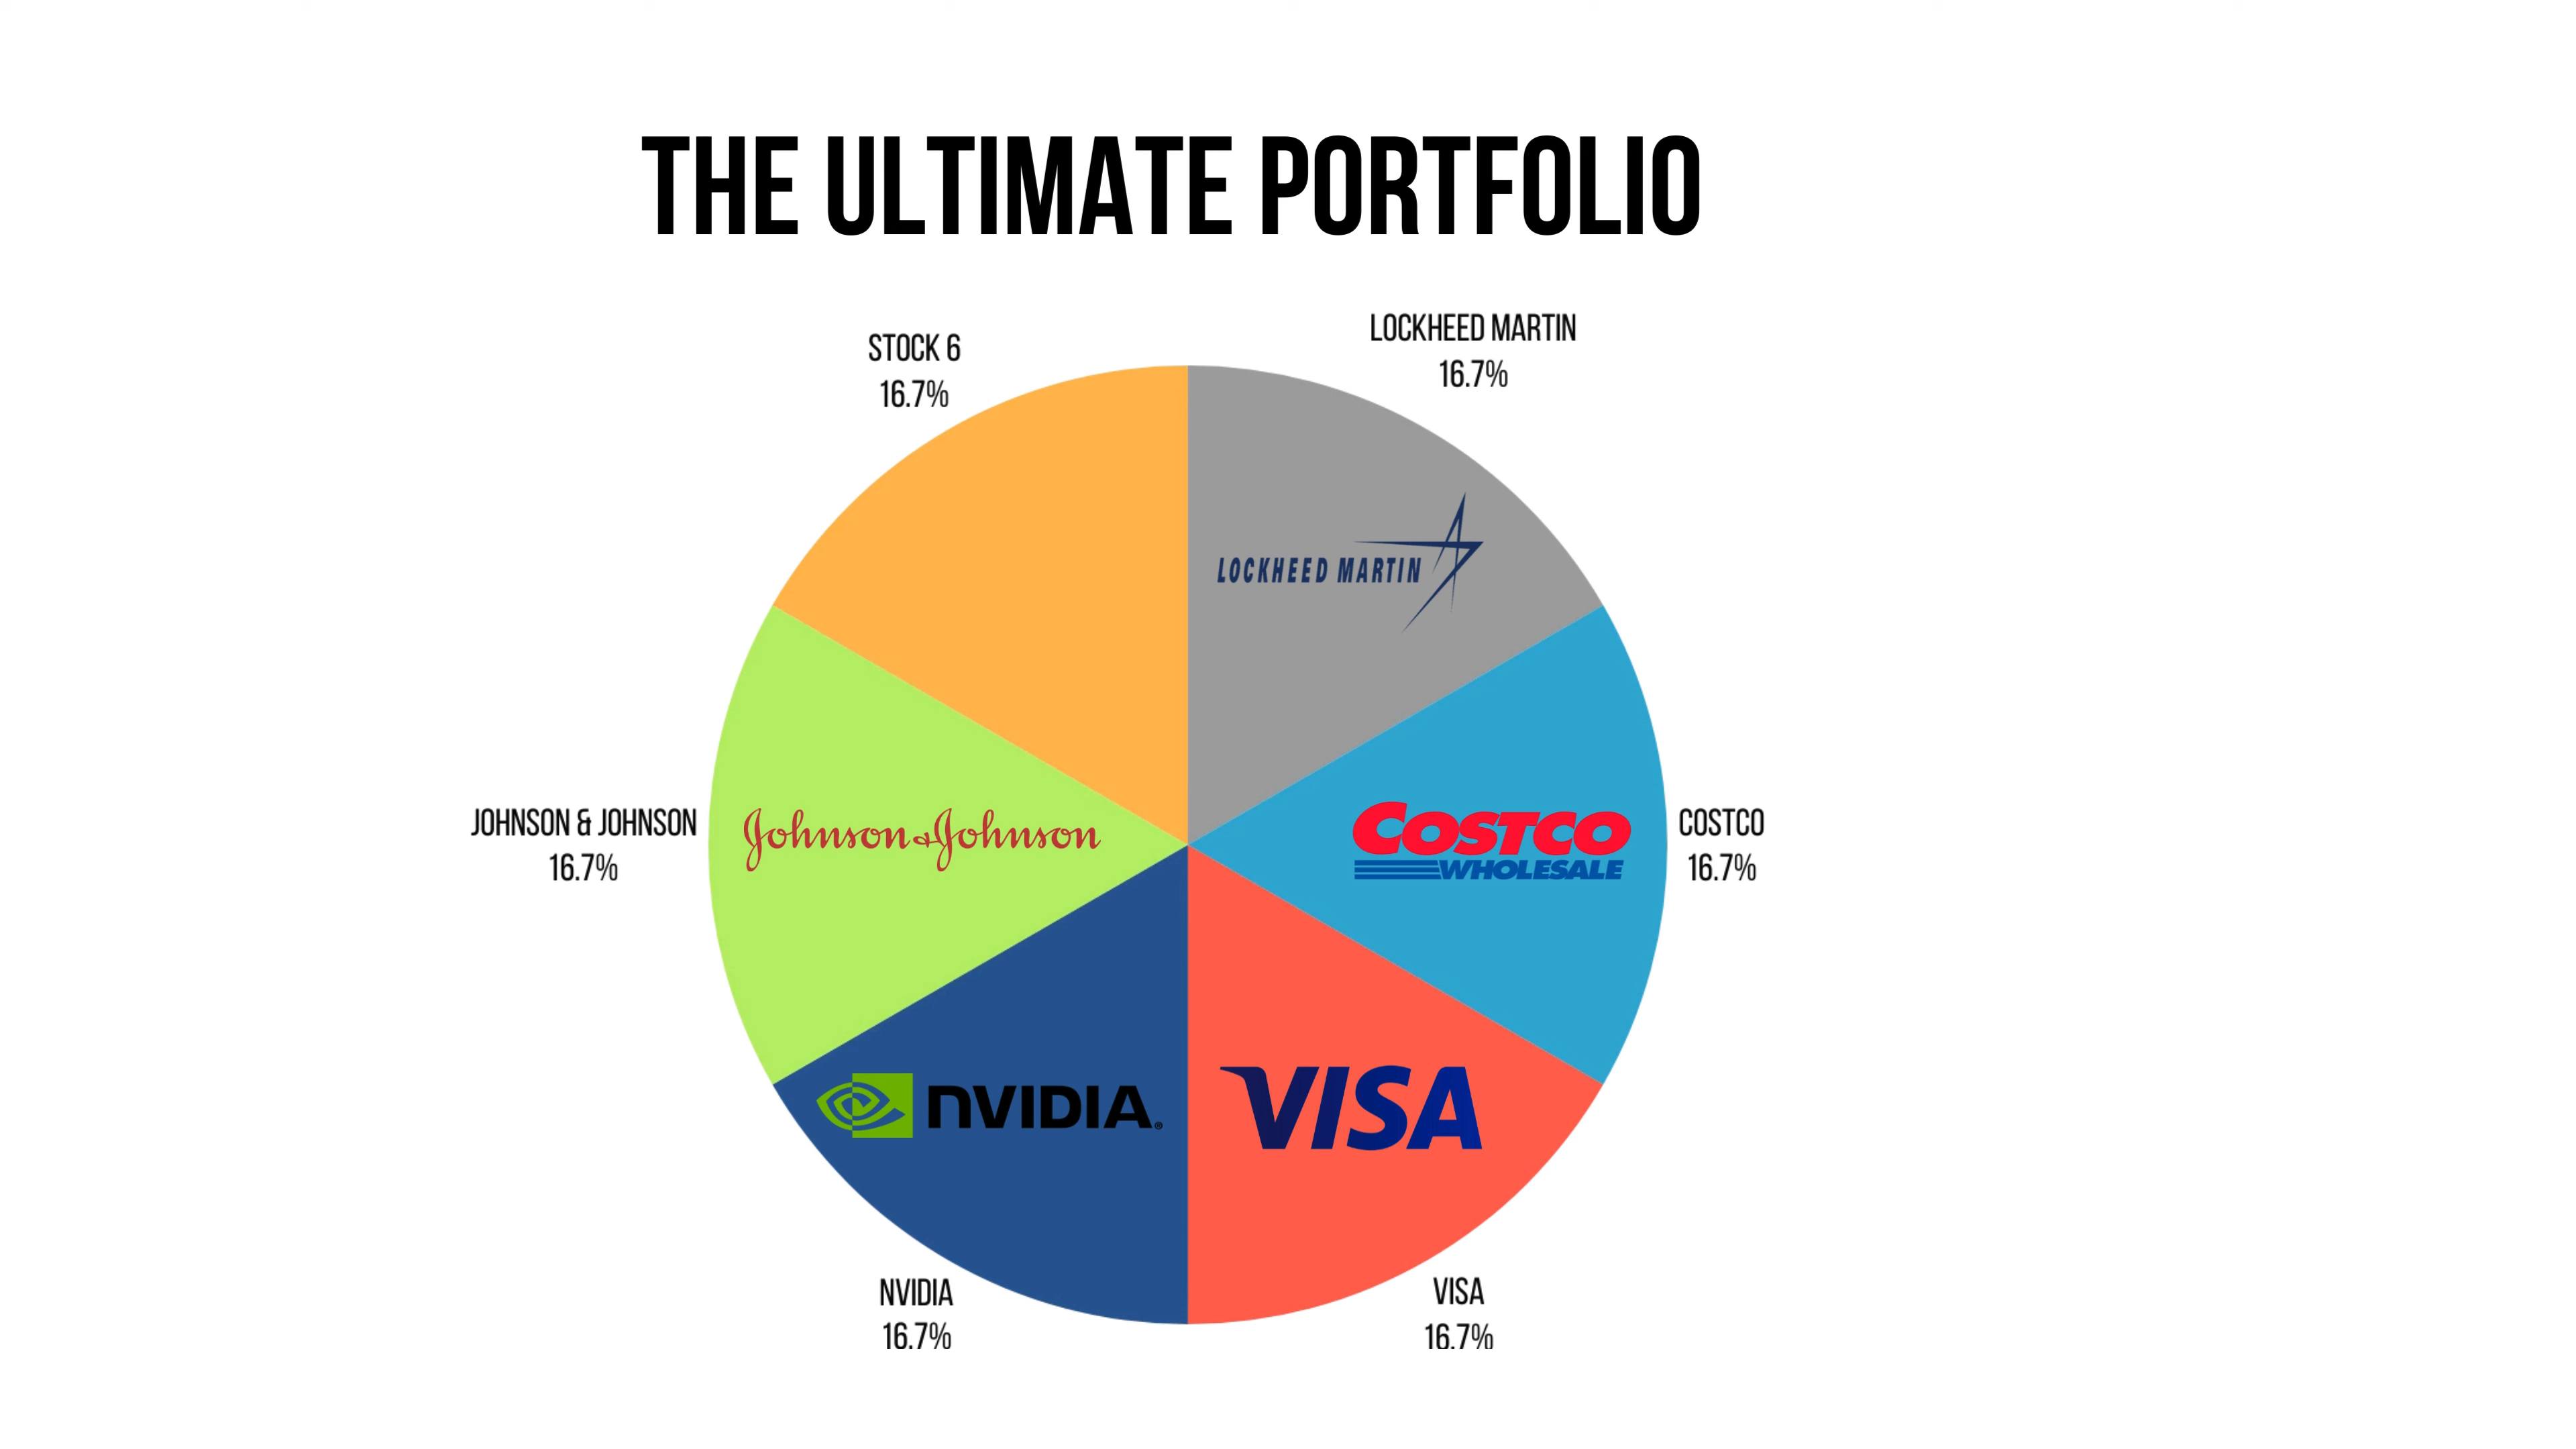 THE ULTIMATE PORTFOLIO
STOCK 6
16.7%
LOCKHEED MARTIN
16.7%
LOCKHEED MARTIN
JOHNSON & JOHNSON
16.7%
Johnson & Johnson
COSTCO
WHOLESALE
COSTCO
16.7%
NVIDIA®
VISA
NVIDIA
16.7%
VISA
16.7%